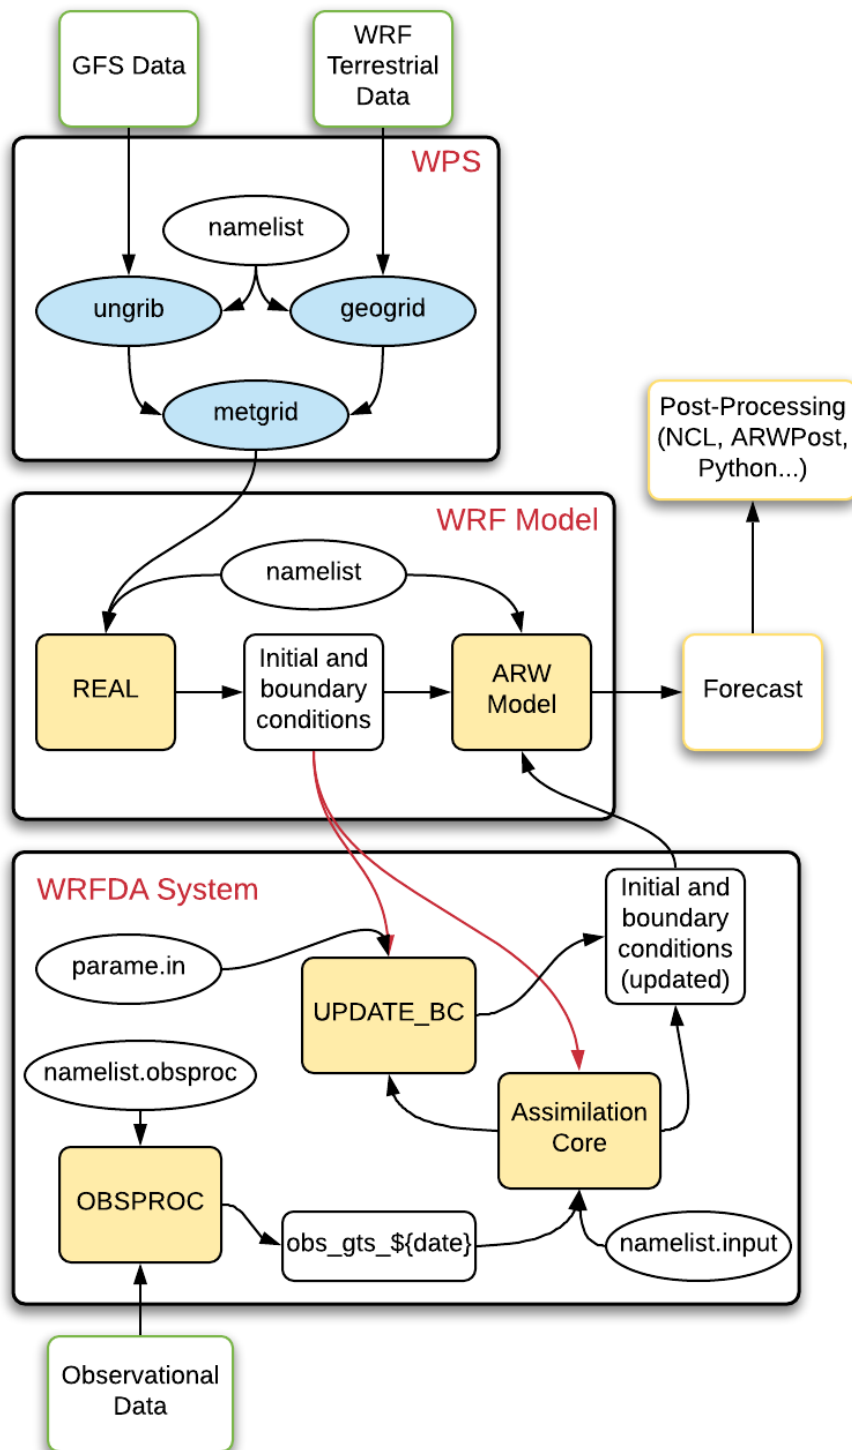 GFS Data
WRF
Terrestrial
Data
WPS
namelist
ungrib
geogrid
metgrid
Post-Processing
(NCL, ARWPost,
Python...)
WRF Model
namelist
REAL
Initial and
boundary
conditions
ARW
Model
Forecast
WRFDA System
Initial and
boundary
conditions
(updated)
parame.in
UPDATE_BC
namelist.obsproc
Assimilation
Core
OBSPROC
obs_gts_${date}
namelist.input
Observational
Data